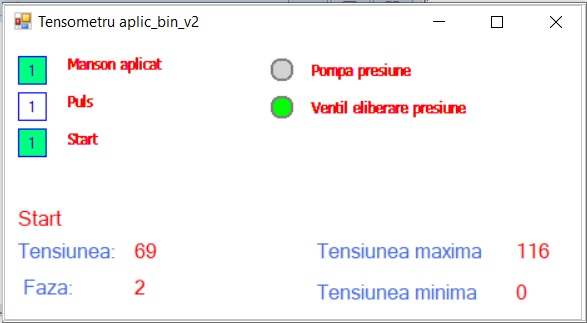 Tensometru aplic_bin_v2
1 Manson aplicat
Pompa presiune
1 Puls
Ventil eliberare presiune
1 Start
Start
Tensiunea: 69
Tensiunea maxima 116
Faza: 2
Tensiunea minima 0